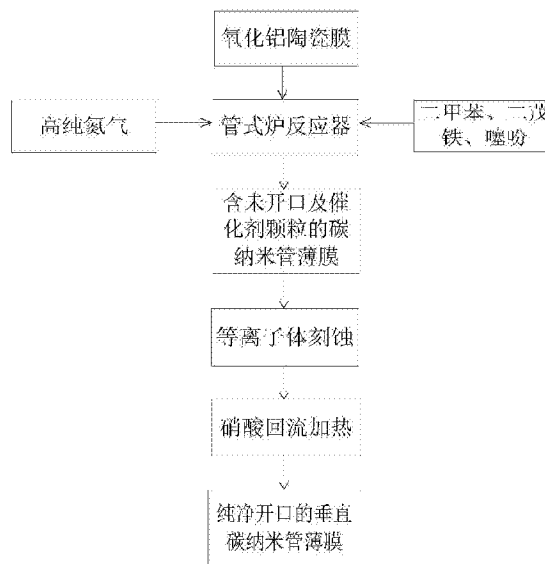 氧化铝陶瓷膜
高纯氮气
管式炉反应器
二甲苯、二茂
铁、噻吩
含未开口及催
化剂颗粒的碳
纳米管薄膜
等离子体刻蚀
硝酸回流加热
纯净开口的垂直
碳纳米管薄膜